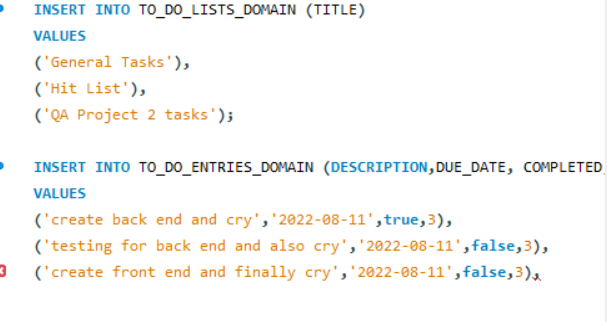 INSERT INTO TO_DO_LISTS_DOMAIN (TITLE)
VALUES
('General Tasks'),
('Hit List'),
('QA Project 2 tasks');
INSERT INTO TO_DO_ENTRIES_DOMAIN (DESCRIPTION,DUE_DATE, COMPLETED
VALUES
('create back end and cry','2022-08-11',true,3),
('testing for back end and also cry','2022-08-11',false,3),
('create front end and finally cry','2022-08-11',false,3),